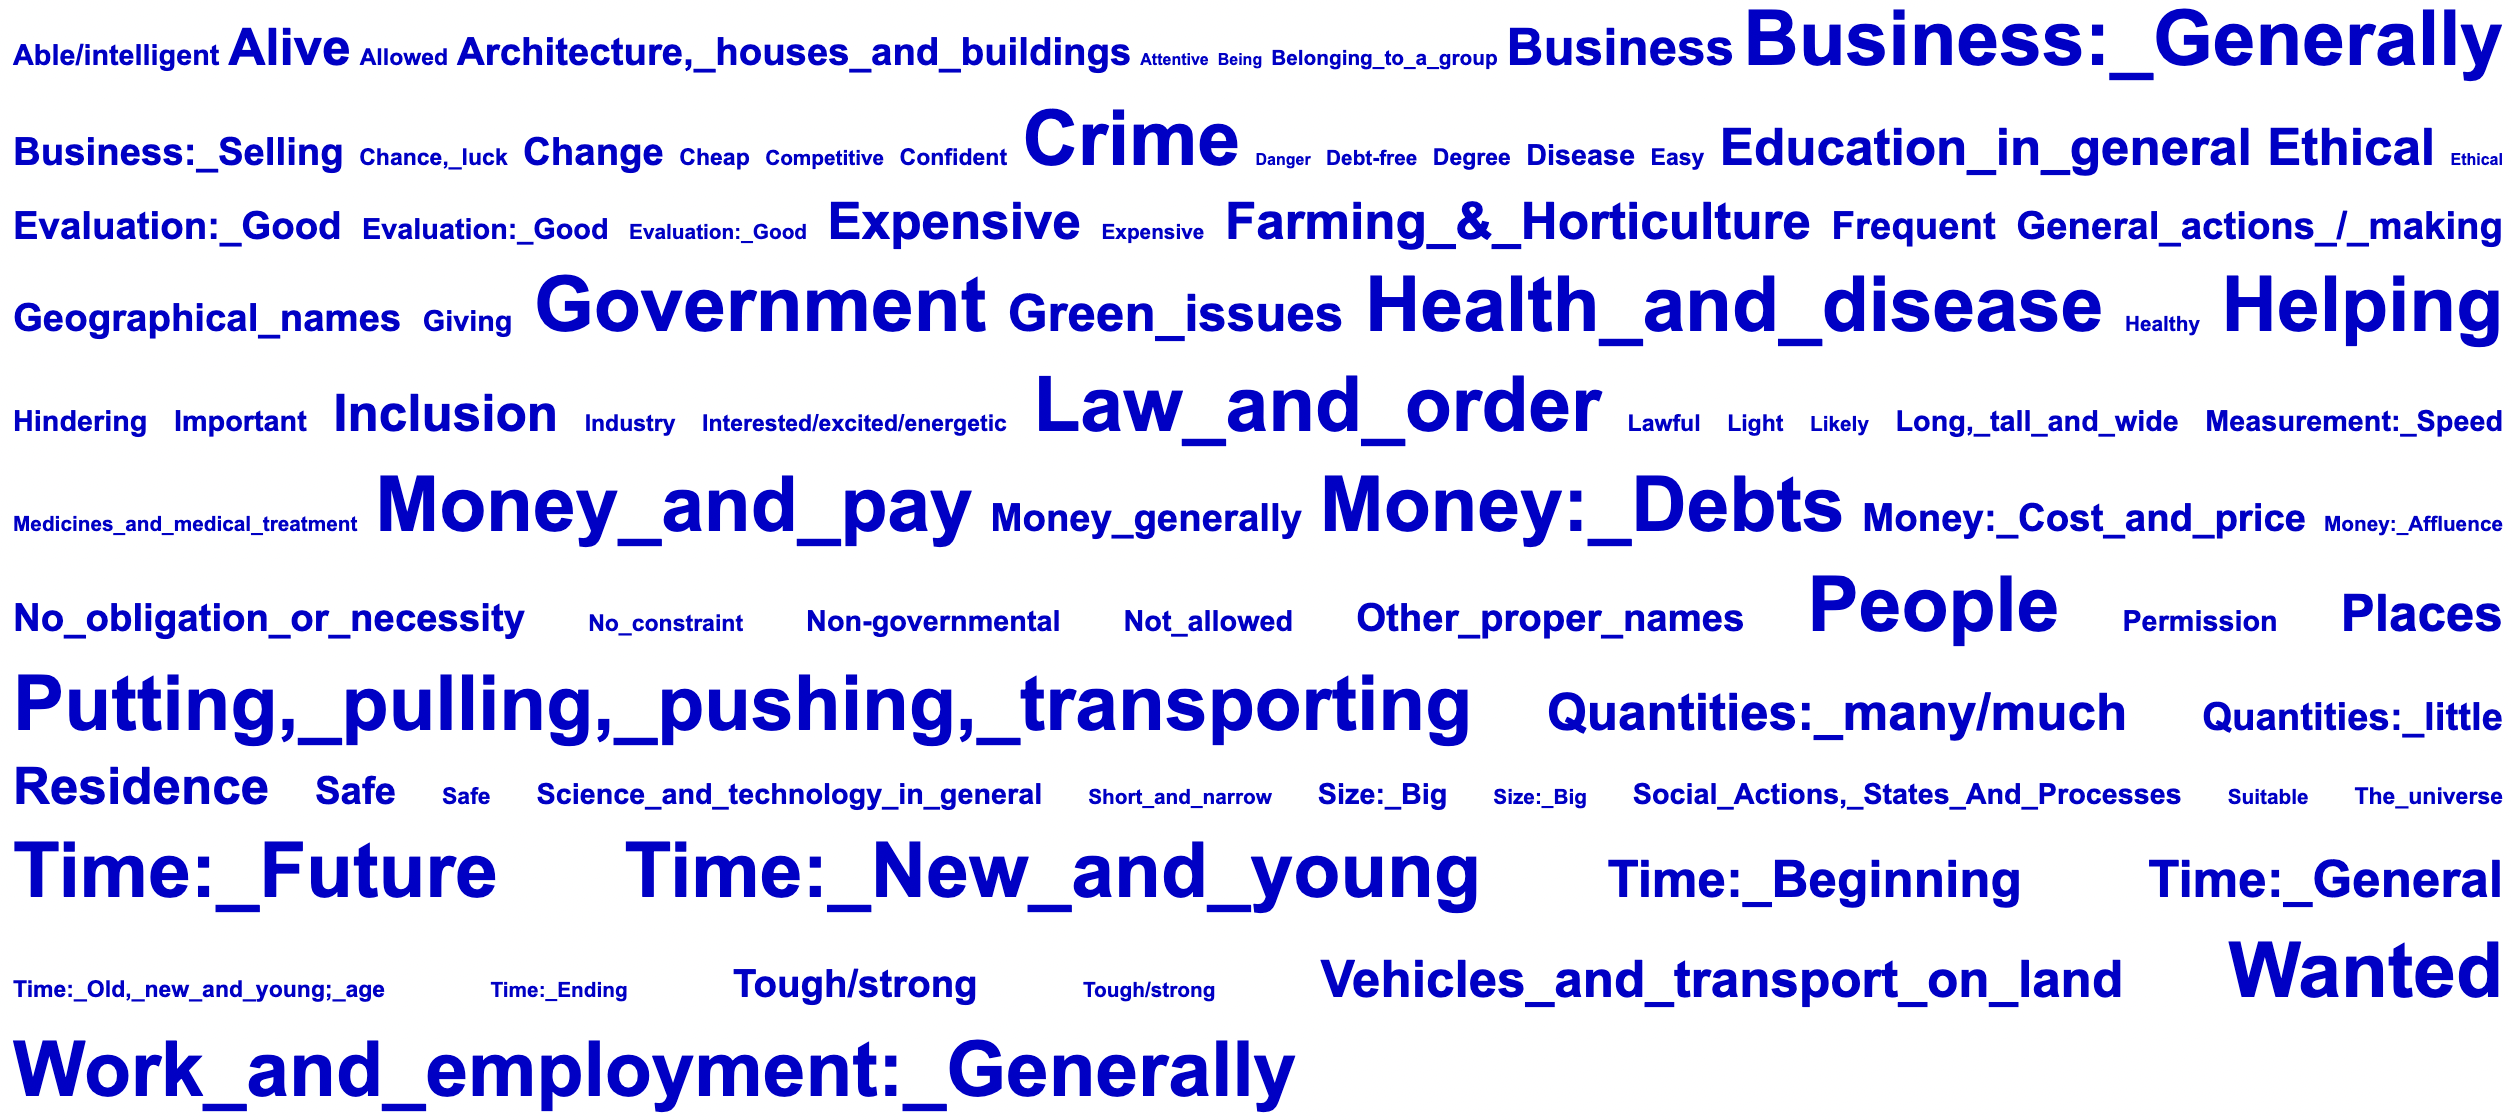 Able/intelligent Alive Allowed Architecture,_houses_and_buildings Attentive Being Belonging_to_a_group Business Business:_Generally
Business:_Selling Chance,_luck Change Cheap Competitive Confident Crime Danger Debt-free Degree Disease Easy Education_in_general Ethical Ethical
Evaluation:_Good Evaluation:_Good Evaluation:_Good Expensive Expensive Farming_&_Horticulture Frequent General_actions_/_making
Geographical_names Giving Government Green_issues Health_and_disease Healthy Helping
Hindering Important Inclusion Industry Interested/excited/energetic Law_and_order Lawful Light Likely Long,_tall_and_wide Measurement:_Speed
Medicines_and_medical_treatment Money_and_pay Money_generally Money:_Debts Money:_Cost_and_price Money:_Affluence
No_obligation_or_necessity No_constraint Non-governmental Not_allowed Other_proper_names People Permission Places
Putting,_pulling,_pushing,_transporting Quantities:_many/much Quantities:_little
Residence Safe Safe Science_and_technology_in_general Short_and_narrow Size:_Big Size:_Big Social_Actions,_States_And_Processes Suitable The_universe
Time:_Future Time:_New_and_young Time:_Beginning Time:_General
Time:_Old,_new_and_young;_age Time:_Ending Tough/strong Tough/strong Vehicles_and_transport_on_land Wanted
Work_and_employment:_Generally